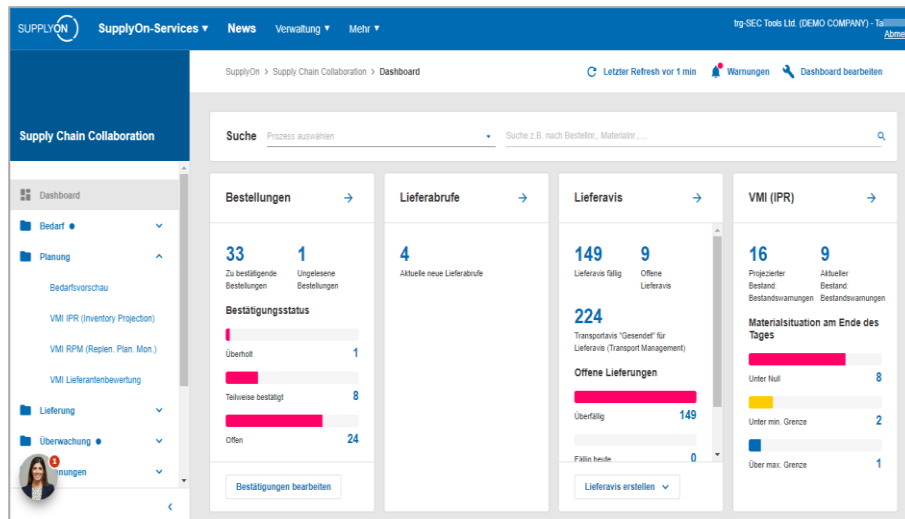 SUPPLYON SupplyOn-Services News Verwaltung Mehr
trg-SEC Tools Ltd. (DEMO COMPANY) -
SupplyOn > Supply Chain Collaboration > Dashboard
Letzter Refresh vor 1 min Warnungen Dashboard bearbeiten
Supply Chain Collaboration
Dashboard
Bedarf
Planung
Bedarfsvorschau
VMI IPR (Inventory Projection)
VMI RPM (Replen. Plan. Mon.)
VMI Lieferantenbewertung
Lieferung
Überwachung
1
Suche Prozess auswählen Suche z.B. nach Bestellnr., Materialnr., ...
Bestellungen
33 1
Zu bestätigende Ungelesene
Bestellungen Bestellungen
Bestätigungsstatus
Überholt 1
Teilweise bestätigt 8
Offen 24
Bestätigungen bearbeiten
Lieferabrufe
4
Aktuelle neue Lieferabrufe
Lieferavis
149 9
Lieferavis fällig Offene
Lieferavis
224
Transportavis "Gesendet" für
Lieferavis (Transport Management)
Offene Lieferungen
Überfällig 149
Fällig heute 0
Lieferavis erstellen
VMI (IPR)
16 9
Projezierter Aktueller
Bestand: Bestand:
Bestandswarnungen Bestandswarnungen
Materialsituation am Ende des
Tages
Unter Null 8
Unter min. Grenze 2
Über max. Grenze 1